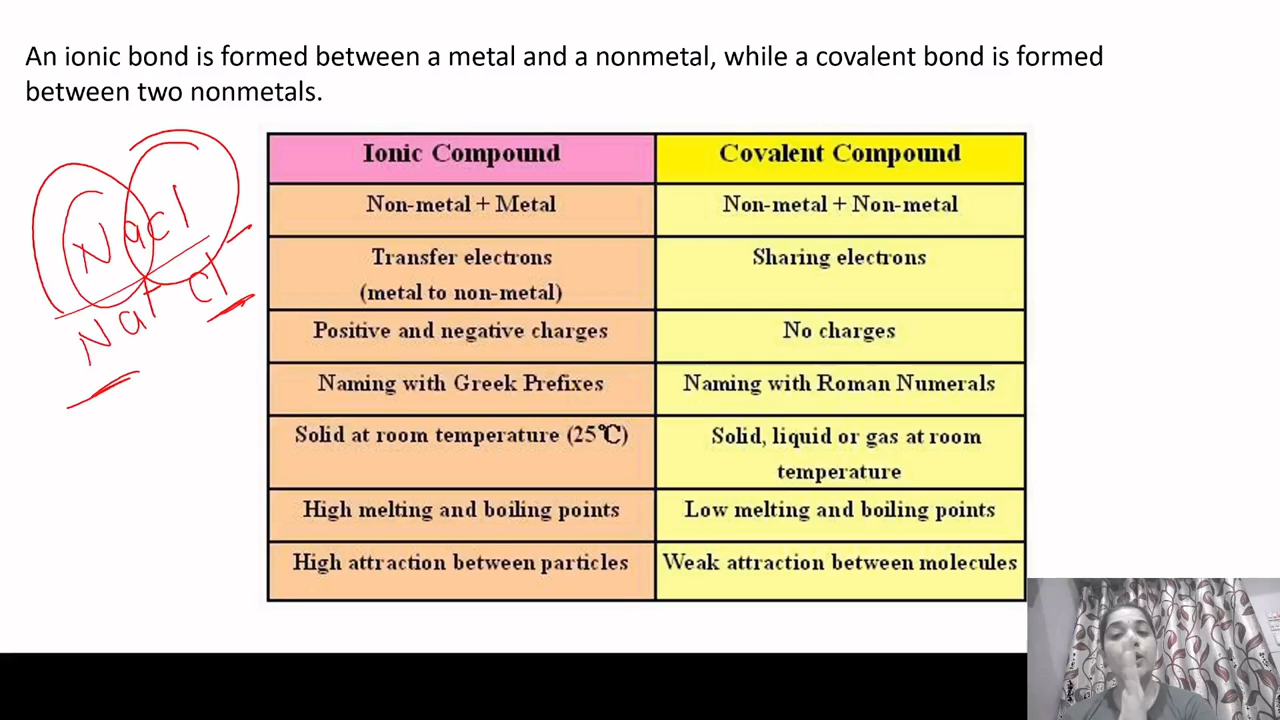 An ionic bond is formed between a metal and a nonmetal, while a covalent bond is formed
between two nonmetals.
Nacl
Na+ cl-
Ionic Compound Covalent Compound
Non-metal + Metal Non-metal + Non-metal
Transfer electrons Sharing electrons
(metal to non-metal)
Positive and negative charges No charges
Naming with Greek Prefixes Naming with Roman Numerals
Solid at room temperature (25℃) Solid, liquid or gas at room
temperature
High melting and boiling points Low melting and boiling points
High attraction between particles Weak attraction between molecules